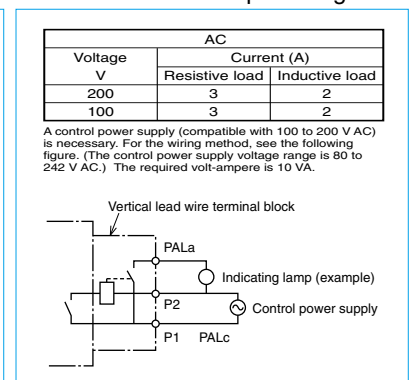 AC
Voltage V Current (A)
Resistive load Inductive load
200 3 2
100 3 2
A control power supply (compatible with 100 to 200 V AC)
is necessary. For the wiring method, see the following
figure. (The control power supply voltage range is 80 to
242 V AC.) The required volt-ampere is 10 VA.
Vertical lead wire terminal block
PALa
Indicating lamp (example)
P2
Control power supply
P1 PALc